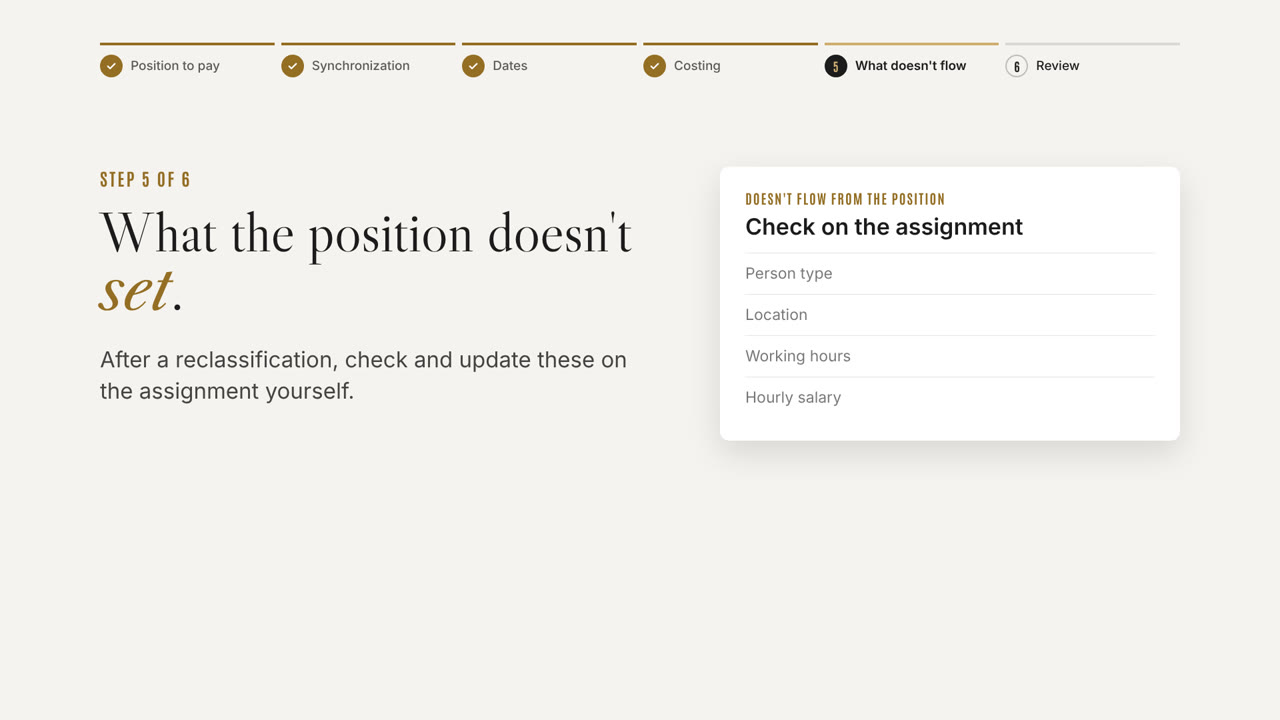 Position to pay
Synchronization
Dates
Costing
5 What doesn't flow
6 Review
STEP 5 OF 6
What the position doesn't
set.
After a reclassification, check and update these on
the assignment yourself.
DOESN'T FLOW FROM THE POSITION
Check on the assignment
Person type
Location
Working hours
Hourly salary